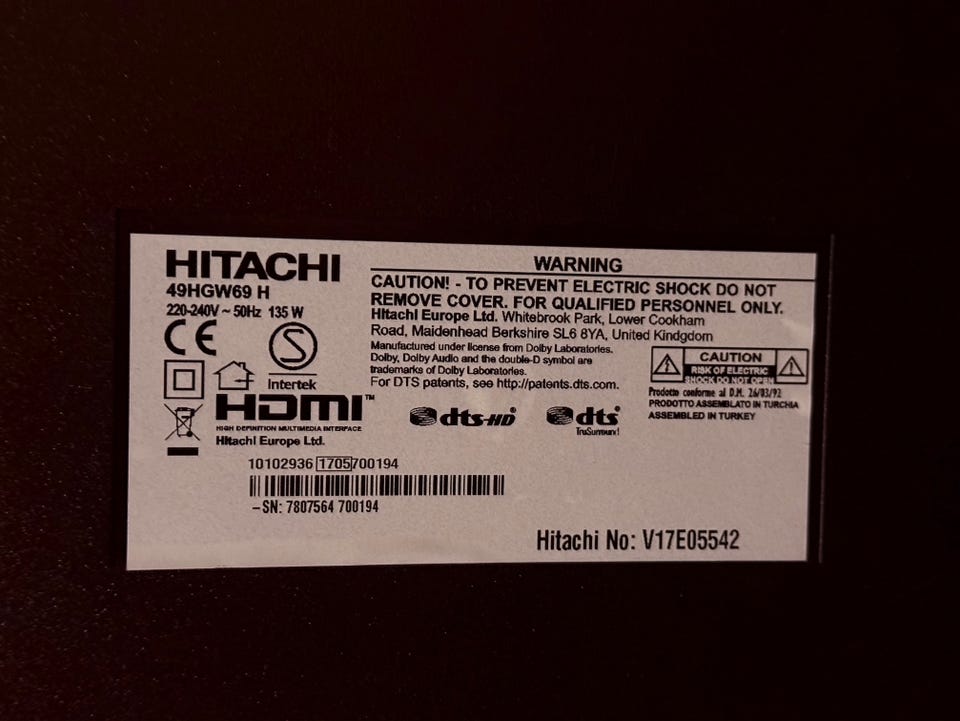 HITACHI
49HGW69 H
220-240V ~ 50Hz 135 W
CE
S
Intertek
HDMI™
HIGH DEFINITION MULTIMEDIA INTERFACE
Hitachi Europe Ltd.
WARNING
CAUTION! - TO PREVENT ELECTRIC SHOCK DO NOT
REMOVE COVER. FOR QUALIFIED PERSONNEL ONLY.
Hitachi Europe Ltd. Whitebrook Park, Lower Cookham
Road, Maidenhead Berkshire SL6 8YA, United Kindgdom
Manufactured under license from Dolby Laboratories.
Dolby, Dolby Audio and the double-D symbol are
trademarks of Dolby Laboratories.
For DTS patents, see http://patents.dts.com.
CAUTION
RISK OF ELECTRIC
SHOCK DO NOT OPEN
Prodotto conforme al D.M. 26/03/92
PRODOTTO ASSEMBLATO IN TURCHIA
ASSEMBLED IN TURKEY
dts-HD®
dts®
TruSurround
10102936 1705 700194
-SN: 7807564 700194
Hitachi No: V17E05542